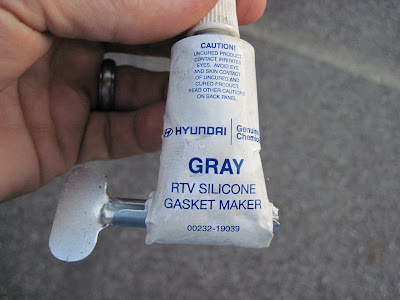 CAUTION!
UNCURED PRODUCT
CONTACT IRRITATES
EYES. AVOID EYE
AND SKIN CONTACT
OF UNCURED AND
CURED PRODUCT.
READ OTHER CAUTIONS
ON BACK PANEL.
HYUNDAI Genuine
Chemical
GRAY
RTV SILICONE
GASKET MAKER
00232-19039